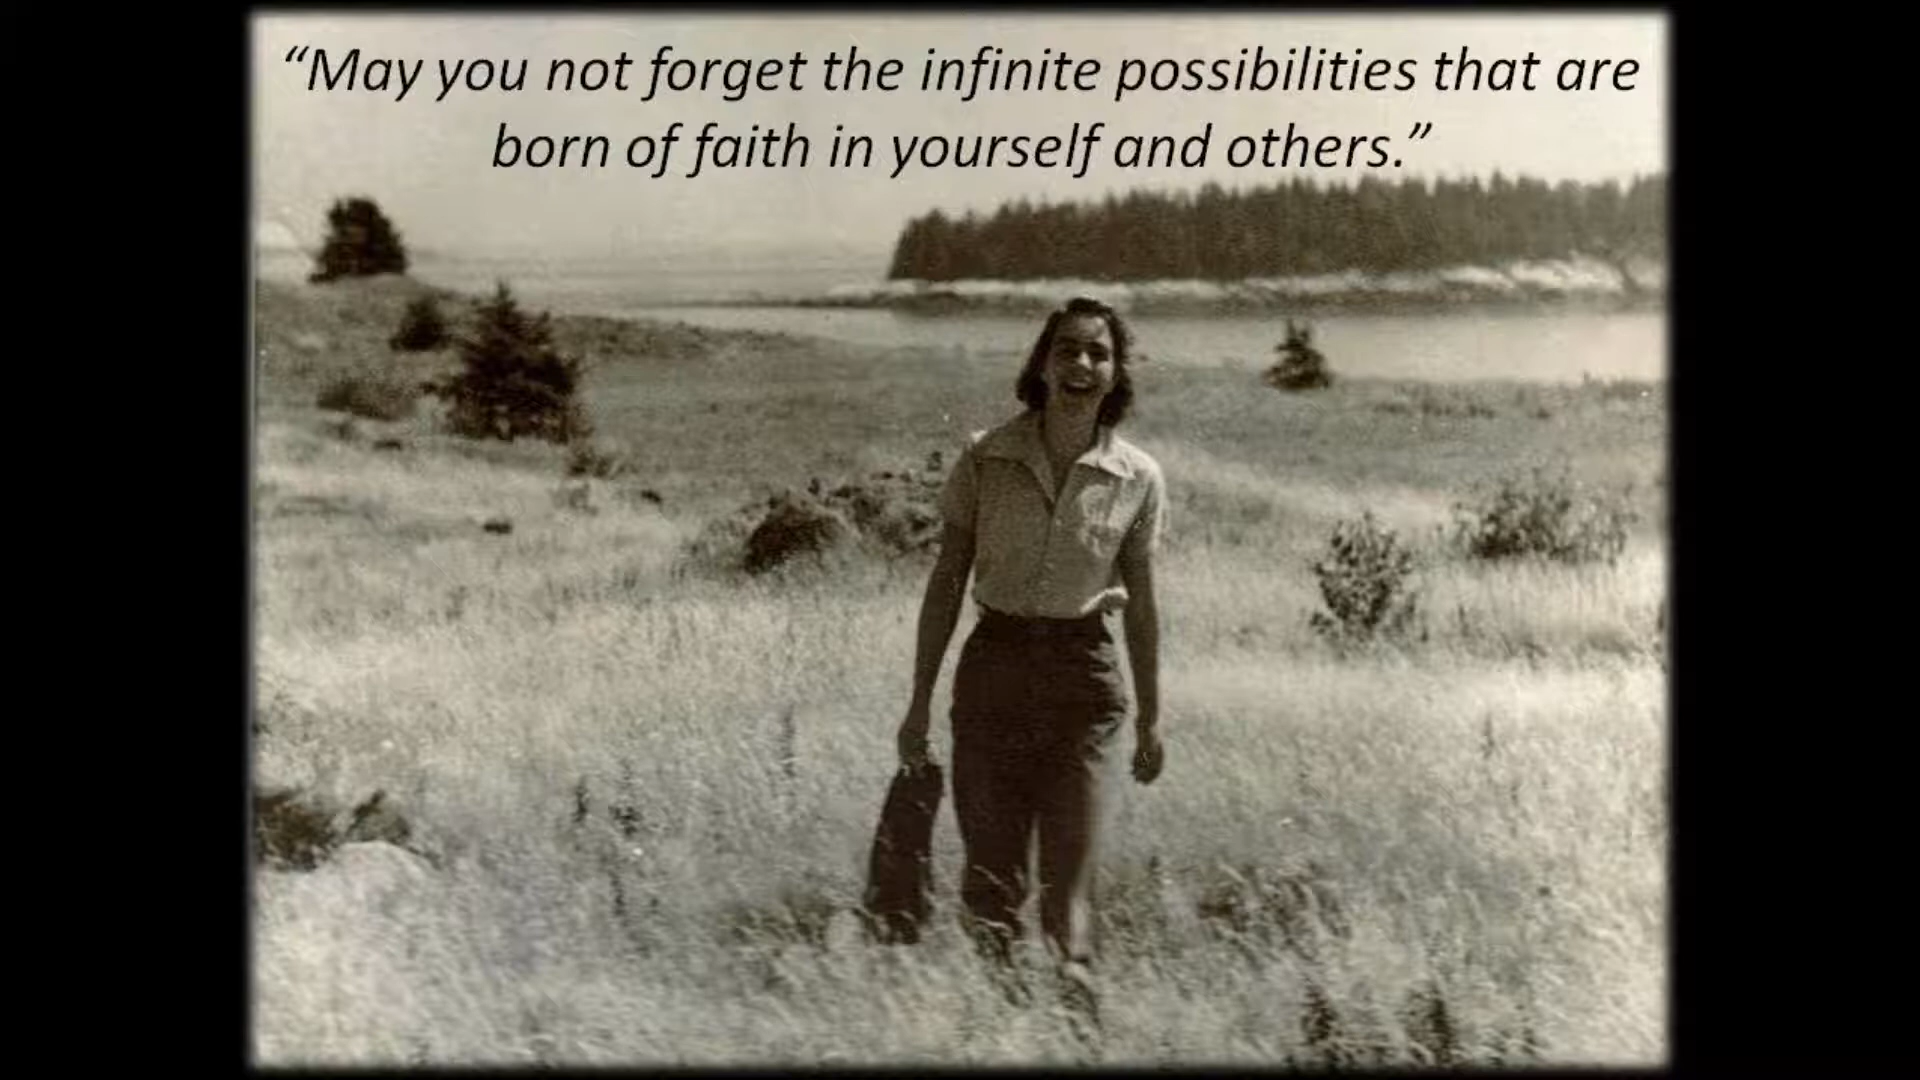 “May you not forget the infinite possibilities that are
born of faith in yourself and others.”